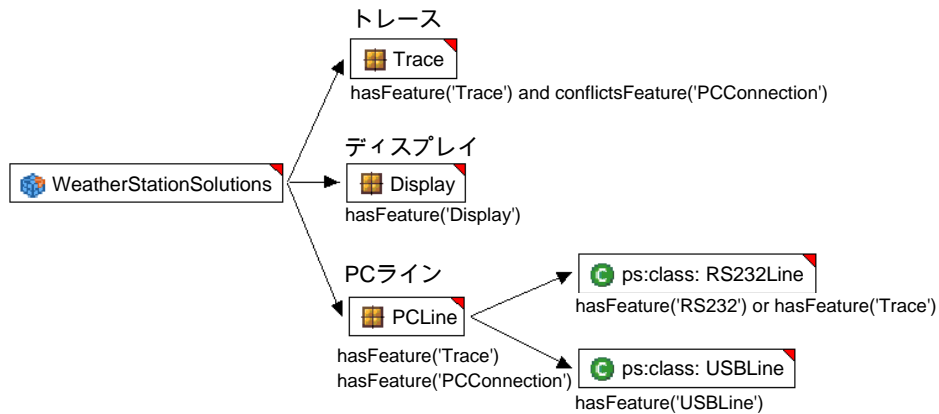 トレース
Trace
hasFeature('Trace') and conflictsFeature('PCConnection')
ディスプレイ
WeatherStationSolutions
Display
hasFeature('Display')
PCライン
PCLine
hasFeature('Trace')
hasFeature('PCConnection')
ps:class: RS232Line
hasFeature('RS232') or hasFeature('Trace')
ps:class: USBLine
hasFeature('USBLine')